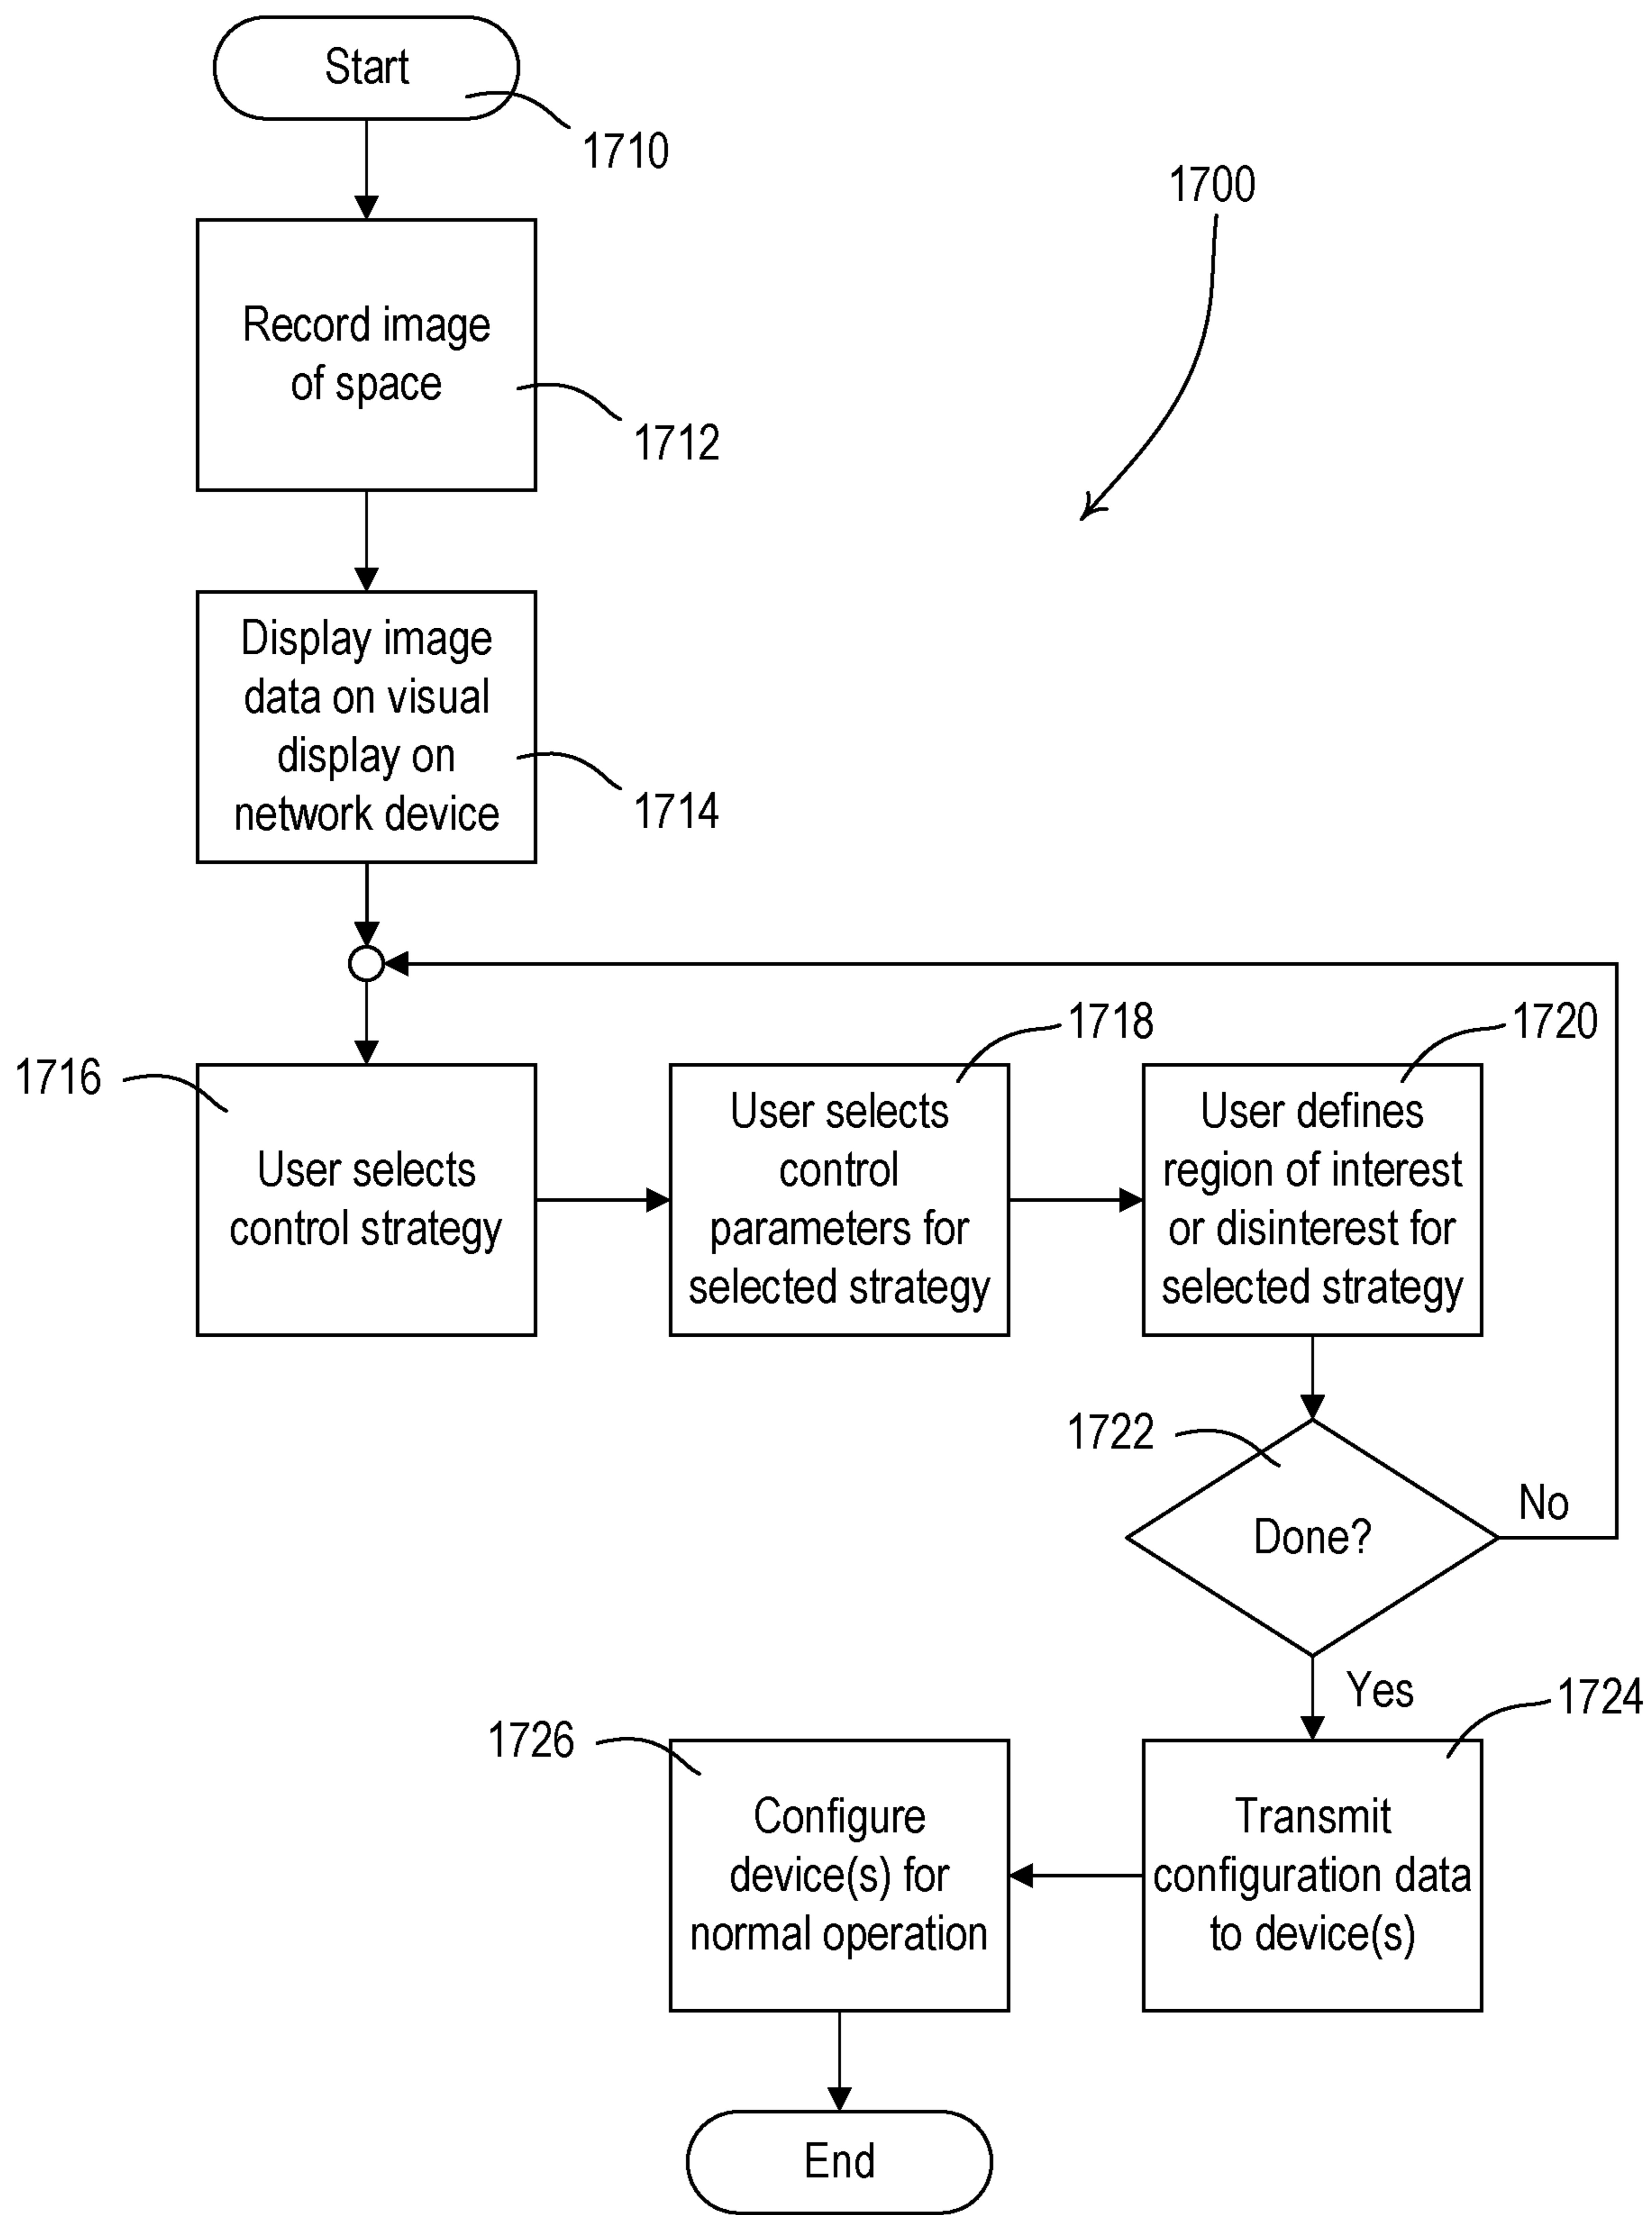 Start
1710
1700
Record image
of space
1712
Display image
data on visual
display on
network device
1714
1716
User selects
control strategy
1718
User selects
control
parameters for
selected strategy
1720
User defines
region of interest
or disinterest for
selected strategy
1722
Done?
No
Yes
1724
Transmit
configuration data
to device(s)
1726
Configure
device(s) for
normal operation
End